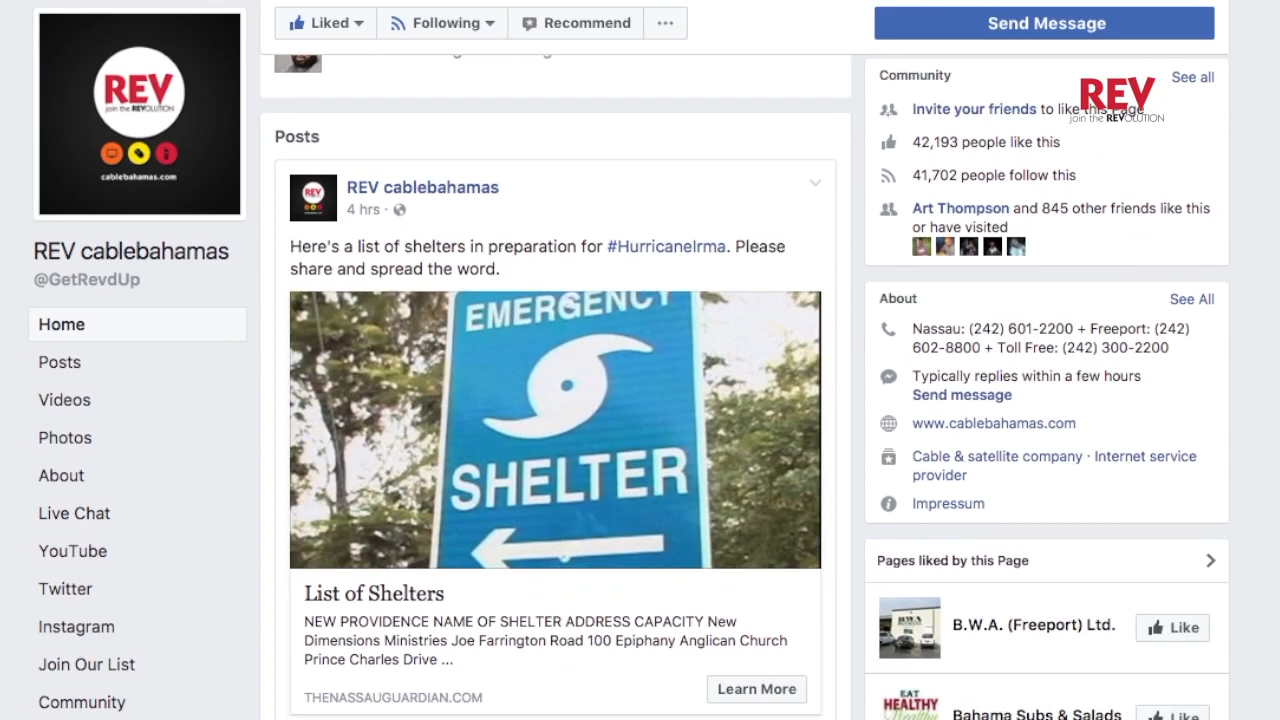 REV
join the REVOLUTION
cablebahamas.com
REV cablebahamas
@GetRevdUp
Home
Posts
Videos
Photos
About
Live Chat
YouTube
Twitter
Instagram
Join Our List
Community
Liked
Following
Recommend
Send Message
Posts
REV
REV cablebahamas
4 hrs ·
Here's a list of shelters in preparation for #HurricaneIrma. Please
share and spread the word.
EMERGENCY
SHELTER
List of Shelters
NEW PROVIDENCE NAME OF SHELTER ADDRESS CAPACITY New
Dimensions Ministries Joe Farrington Road 100 Epiphany Anglican Church
Prince Charles Drive ...
THENASSAUGUARDIAN.COM
Learn More
Community
See all
REV
join the REVOLUTION
Invite your friends to like this Page
42,193 people like this
41,702 people follow this
Art Thompson and 845 other friends like this
or have visited
About
See All
Nassau: (242) 601-2200 + Freeport: (242)
602-8800 + Toll Free: (242) 300-2200
Typically replies within a few hours
Send message
www.cablebahamas.com
Cable & satellite company · Internet service
provider
Impressum
Pages liked by this Page
B.W.A. (Freeport) Ltd.
Like
EAT
HEALTHY
Bahama Subs & Salads
Like